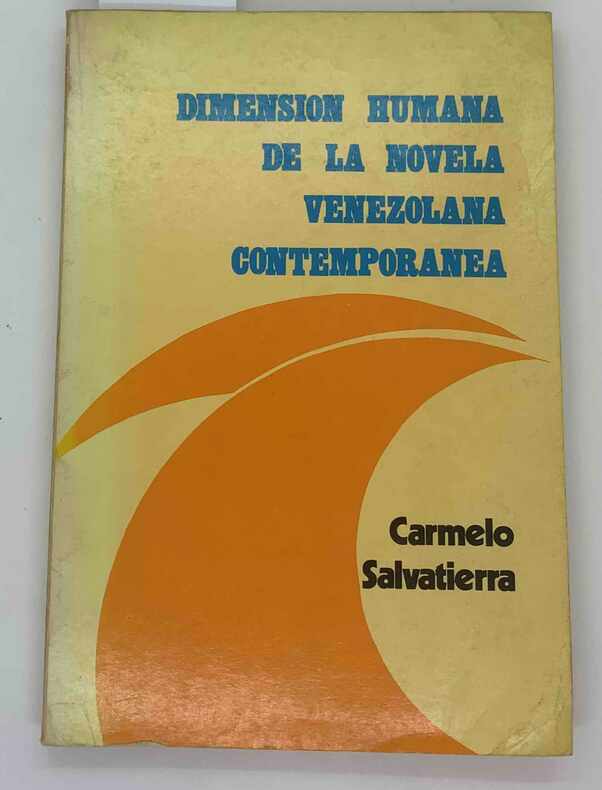 DIMENSION HUMANA
DE LA NOVELA
VENEZOLANA
CONTEMPORANEA
Carmelo
Salvatierra